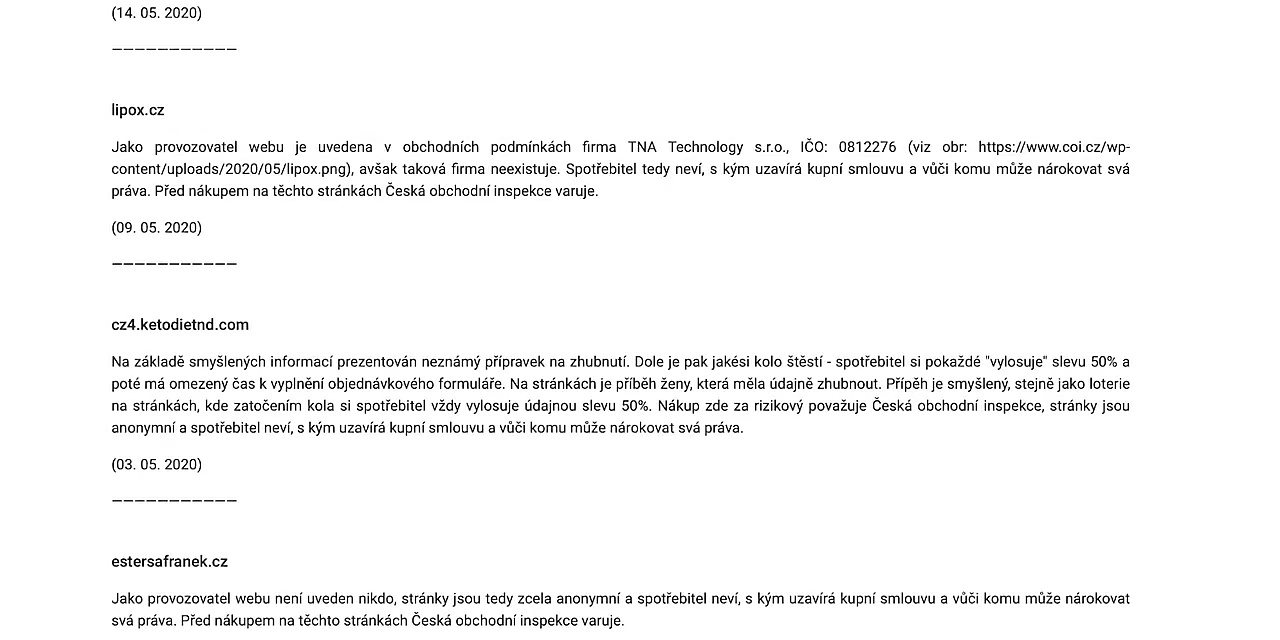 (14. 05. 2020)
———————————
lipox.cz
Jako provozovatel webu je uvedena v obchodních podmínkách firma TNA Technology s.r.o., IČO: 0812276 (viz obr: https://www.coi.cz/wp-
content/uploads/2020/05/lipox.png), avšak taková firma neexistuje. Spotřebitel tedy neví, s kým uzavírá kupní smlouvu a vůči komu může nárokovat svá
práva. Před nákupem na těchto stránkách Česká obchodní inspekce varuje.
(09. 05. 2020)
———————————
cz4.ketodietnd.com
Na základě smyšlených informací prezentován neznámý přípravek na zhubnutí. Dole je pak jakési kolo štěstí - spotřebitel si pokaždé "vylosuje" slevu 50% a
poté má omezený čas k vyplnění objednávkového formuláře. Na stránkách je příběh ženy, která měla údajně zhubnout. Přípěh je smyšlený, stejně jako loterie
na stránkách, kde zatočením kola si spotřebitel vždy vylosuje údajnou slevu 50%. Nákup zde za rizikový považuje Česká obchodní inspekce, stránky jsou
anonymní a spotřebitel neví, s kým uzavírá kupní smlouvu a vůči komu může nárokovat svá práva.
(03. 05. 2020)
———————————
estersafranek.cz
Jako provozovatel webu není uveden nikdo, stránky jsou tedy zcela anonymní a spotřebitel neví, s kým uzavírá kupní smlouvu a vůči komu může nárokovat
svá práva. Před nákupem na těchto stránkách Česká obchodní inspekce varuje.